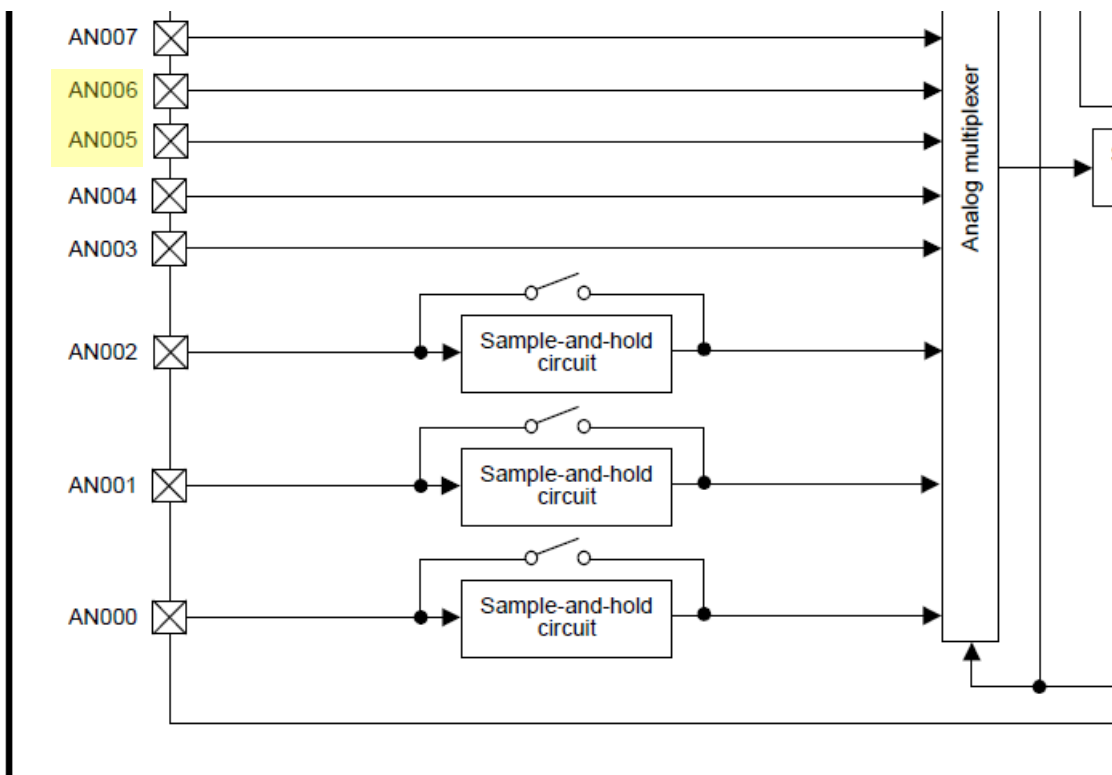 AN007
AN006
AN005
AN004
AN003
AN002
AN001
AN000
Sample-and-hold
circuit
Sample-and-hold
circuit
Sample-and-hold
circuit
Analog multiplexer